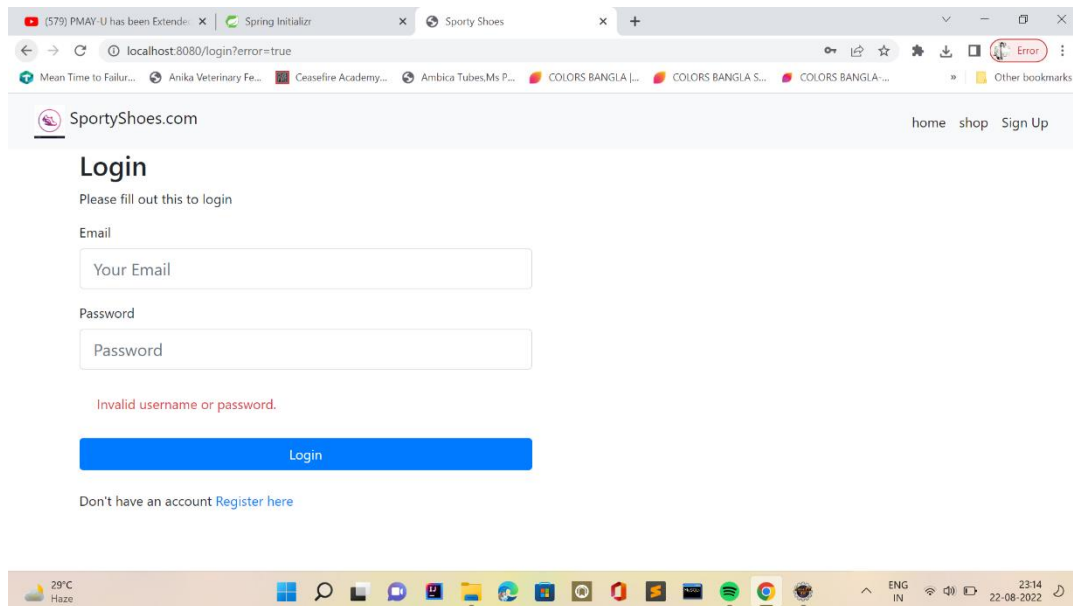 (579) PMAY-U has been Extende
Spring Initializr
Sporty Shoes
localhost:8080/login?error=true
Error
Mean Time to Failur...
Anika Veterinary Fe...
Ceasefire Academy...
Ambica Tubes,Ms P...
COLORS BANGLA |...
COLORS BANGLA S...
COLORS BANGLA-...
»
Other bookmarks
SportyShoes.com
home shop Sign Up
Login
Please fill out this to login
Email
Your Email
Password
Password
Invalid username or password.
Login
Don't have an account Register here
29°C
Haze
ENG
IN
23:14
22-08-2022